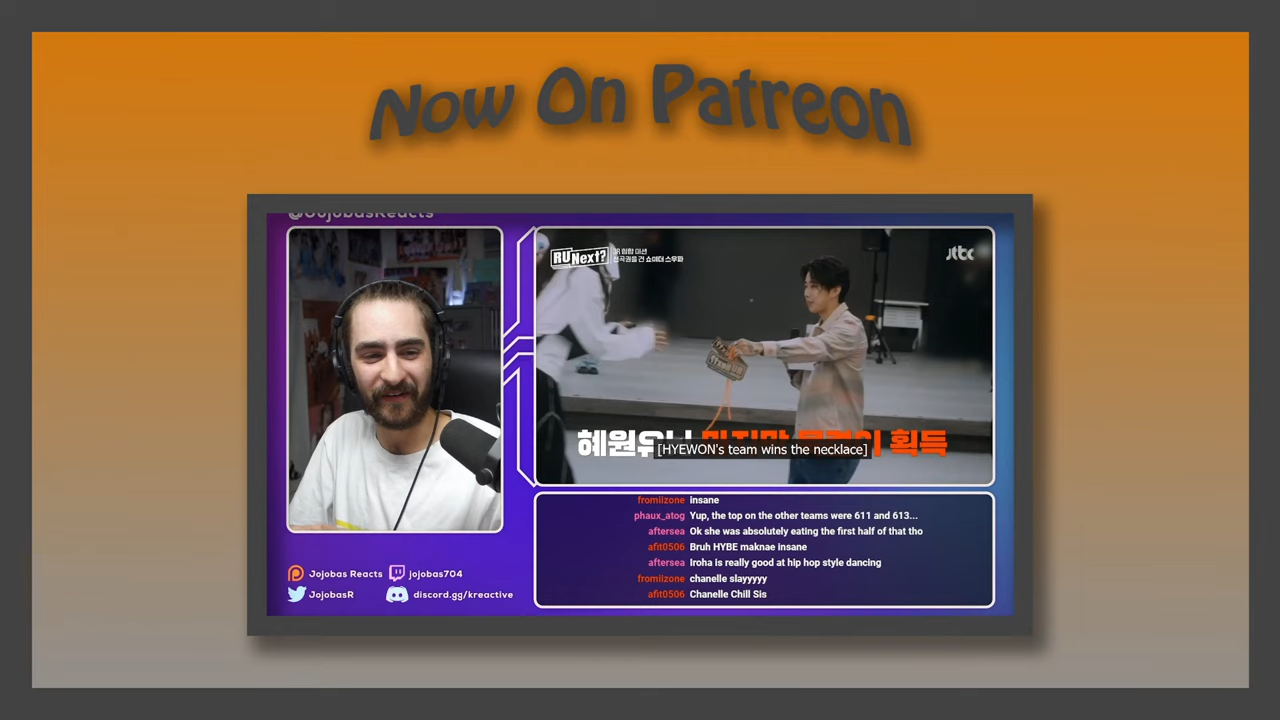 Now On Patreon
@JojobasReacts
RU Next?
jtbc
혜원
획득
[HYEWON's team wins the necklace]
fromiizone insane
phaux_atog Yup, the top on the other teams were 611 and 613...
aftersea Ok she was absolutely eating the first half of that tho
afit0506 Bruh HYBE maknae insane
aftersea Iroha is really good at hip hop style dancing
fromiizone chanelle slayyyyy
afit0506 Chanelle Chill Sis
Jojobas Reacts jojobas704
JojobasR discord.gg/kreactive